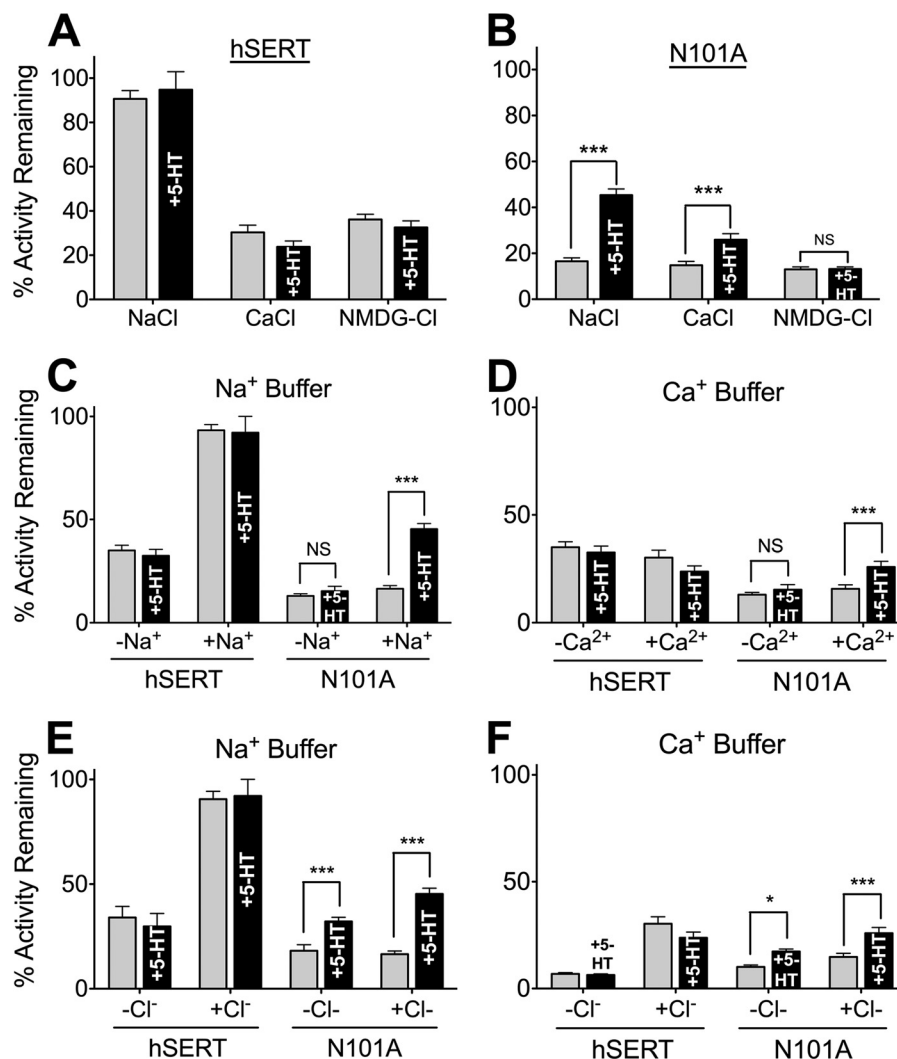 A
hSERT
% Activity Remaining
100
80
60
40
20
0
+5-HT
+5-HT
+5-HT
NaCl
CaCl
NMDG-Cl
B
N101A
100
80
60
40
20
0
***
***
NS
+5-HT
+5-HT
+5-
HT
NaCl
CaCl
NMDG-Cl
C
Na⁺ Buffer
% Activity Remaining
100
50
0
NS
***
+5-HT
+5-HT
+5-
HT
+5-HT
-Na⁺
+Na⁺
-Na⁺
+Na⁺
hSERT
N101A
D
Ca⁺ Buffer
100
50
0
NS
***
+5-HT
+5-HT
+5-
HT
+5-HT
-Ca²⁺
+Ca²⁺
-Ca²⁺
+Ca²⁺
hSERT
N101A
E
Na⁺ Buffer
% Activity Remaining
100
50
0
***
***
+5-HT
+5-HT
+5-HT
+5-HT
-Cl⁻
+Cl⁻
-Cl-
+Cl-
hSERT
N101A
F
Ca⁺ Buffer
100
50
0
*
***
+5-
HT
+5-HT
+5-
HT
+5-HT
-Cl⁻
+Cl⁻
-Cl-
+Cl-
hSERT
N101A